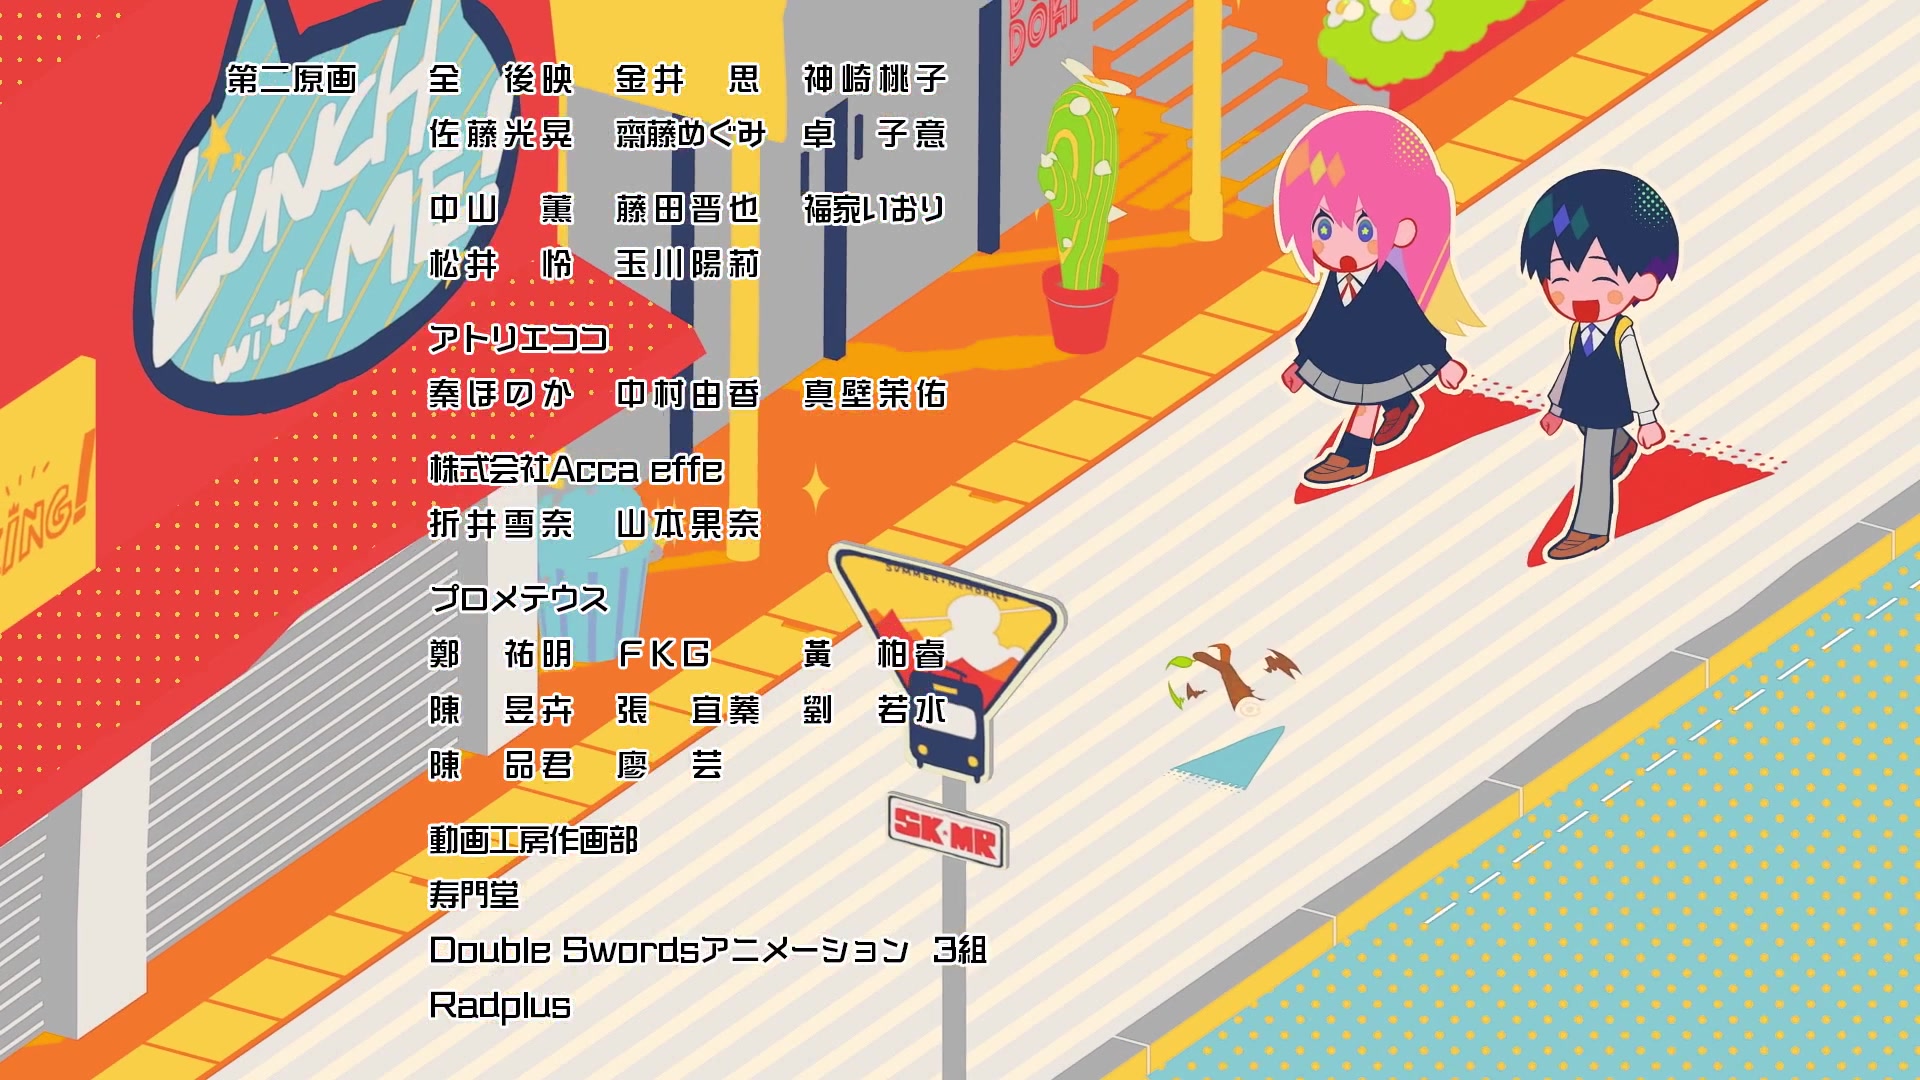 第二原画 全 後映 金井 思 神崎桃子
佐藤光晃 齋藤めぐみ 卓 子意
中山 薫 藤田晋也 福家いおり
松井 怜 玉川陽莉
アトリエココ
秦ほのか 中村由香 真壁茉佑
株式会社Acca effe
折井雪奈 山本果奈
プロメテウス
鄭 祐明 FKG 黃 柏睿
陳 昱卉 張 宜蓁 劉 若水
陳 品君 廖 芸
動画工房作画部
寿門堂
Double Swordsアニメーション 3組
Radplus
LUNCH
with ME!
SUMMER・MEMORIES
SK・MR